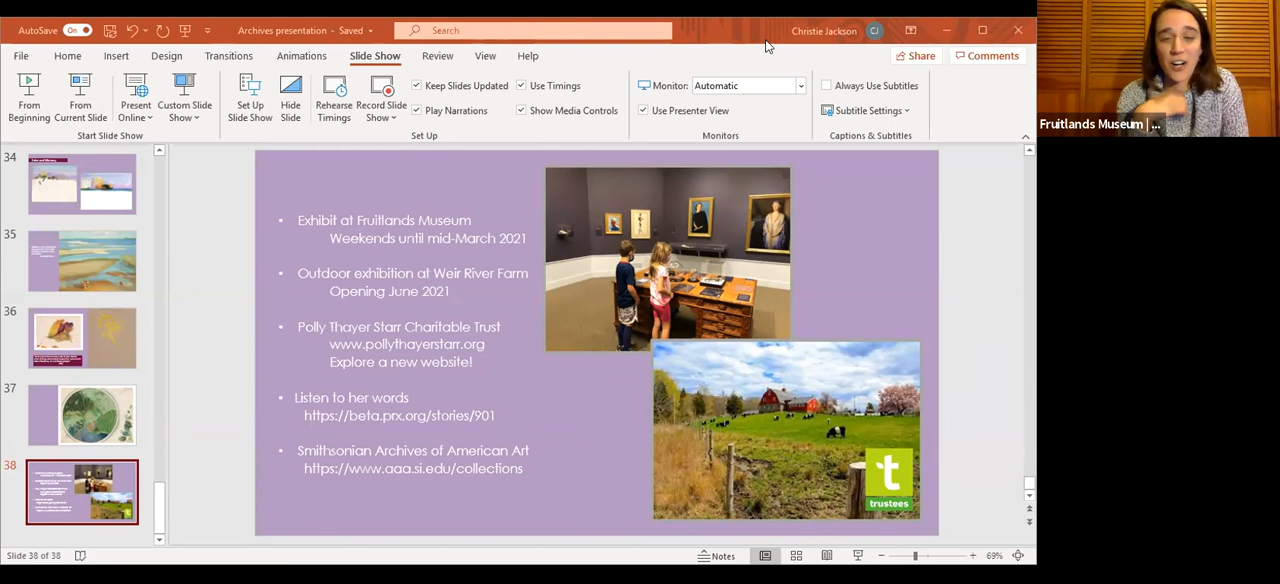 AutoSave On
Archives presentation - Saved
Search
Christie Jackson CJ
File Home Insert Design Transitions Animations Slide Show Review View Help
Share Comments
From Beginning
From Current Slide
Present Online
Custom Slide Show
Start Slide Show
Set Up Slide Show
Hide Slide
Rehearse Timings
Record Slide Show
Keep Slides Updated
Use Timings
Play Narrations
Show Media Controls
Set Up
Monitor: Automatic
Use Presenter View
Monitors
Always Use Subtitles
Subtitle Settings
Captions & Subtitles
Fruitlands Museum | ...
34
35
36
37
38
• Exhibit at Fruitlands Museum
Weekends until mid-March 2021
• Outdoor exhibition at Weir River Farm
Opening June 2021
• Polly Thayer Starr Charitable Trust
www.pollythayerstarr.org
Explore a new website!
• Listen to her words
https://beta.prx.org/stories/901
• Smithsonian Archives of American Art
https://www.aaa.si.edu/collections
t
trustees
Slide 38 of 38
Notes
69%